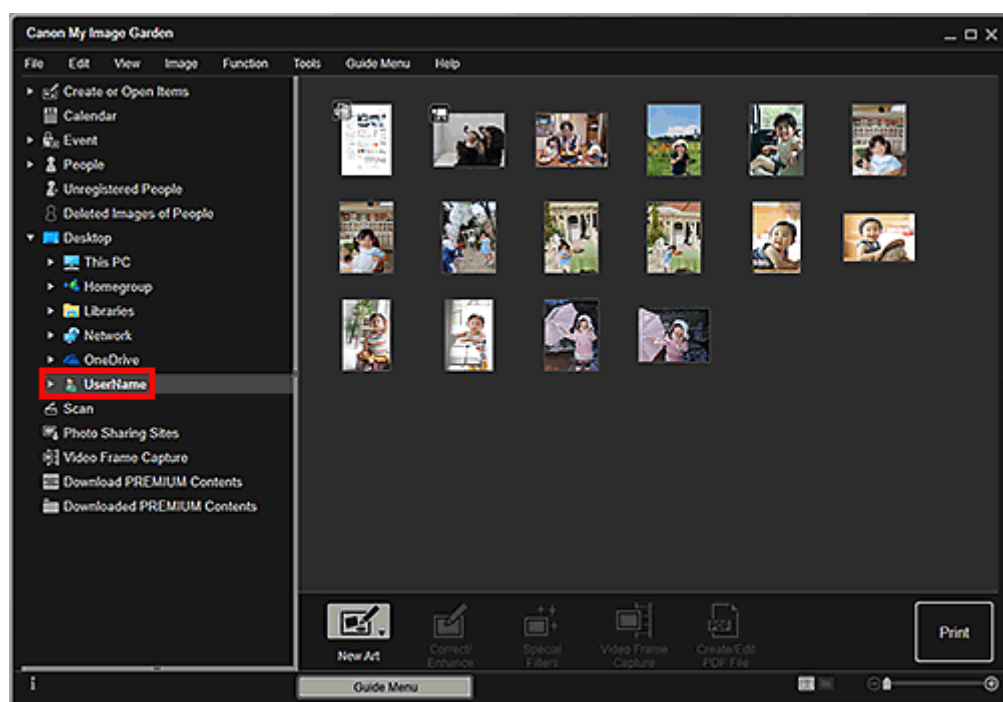 Canon My Image Garden
File Edit View Image Function Tools Guide Menu Help
Create or Open Items
Calendar
Event
People
Unregistered People
Deleted Images of People
Desktop
This PC
Homegroup
Libraries
Network
OneDrive
UserName
Scan
Photo Sharing Sites
Video Frame Capture
Download PREMIUM Contents
Downloaded PREMIUM Contents
New Art
Correct/
Enhance
Special
Filters
Video Frame
Capture
Create/Edit
PDF File
Print
i
Guide Menu